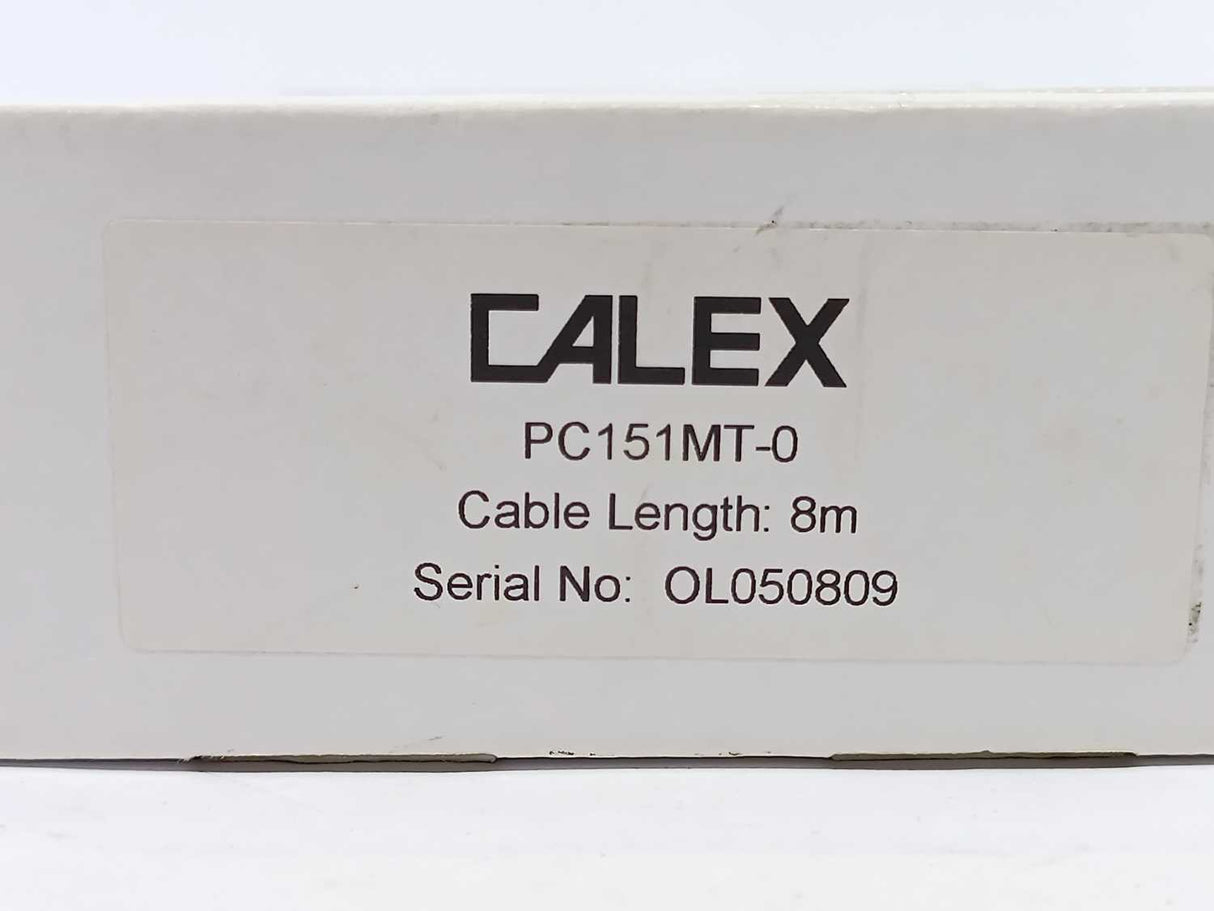 CALEX
PC151MT-0
Cable Length: 8m
Serial No: OL050809